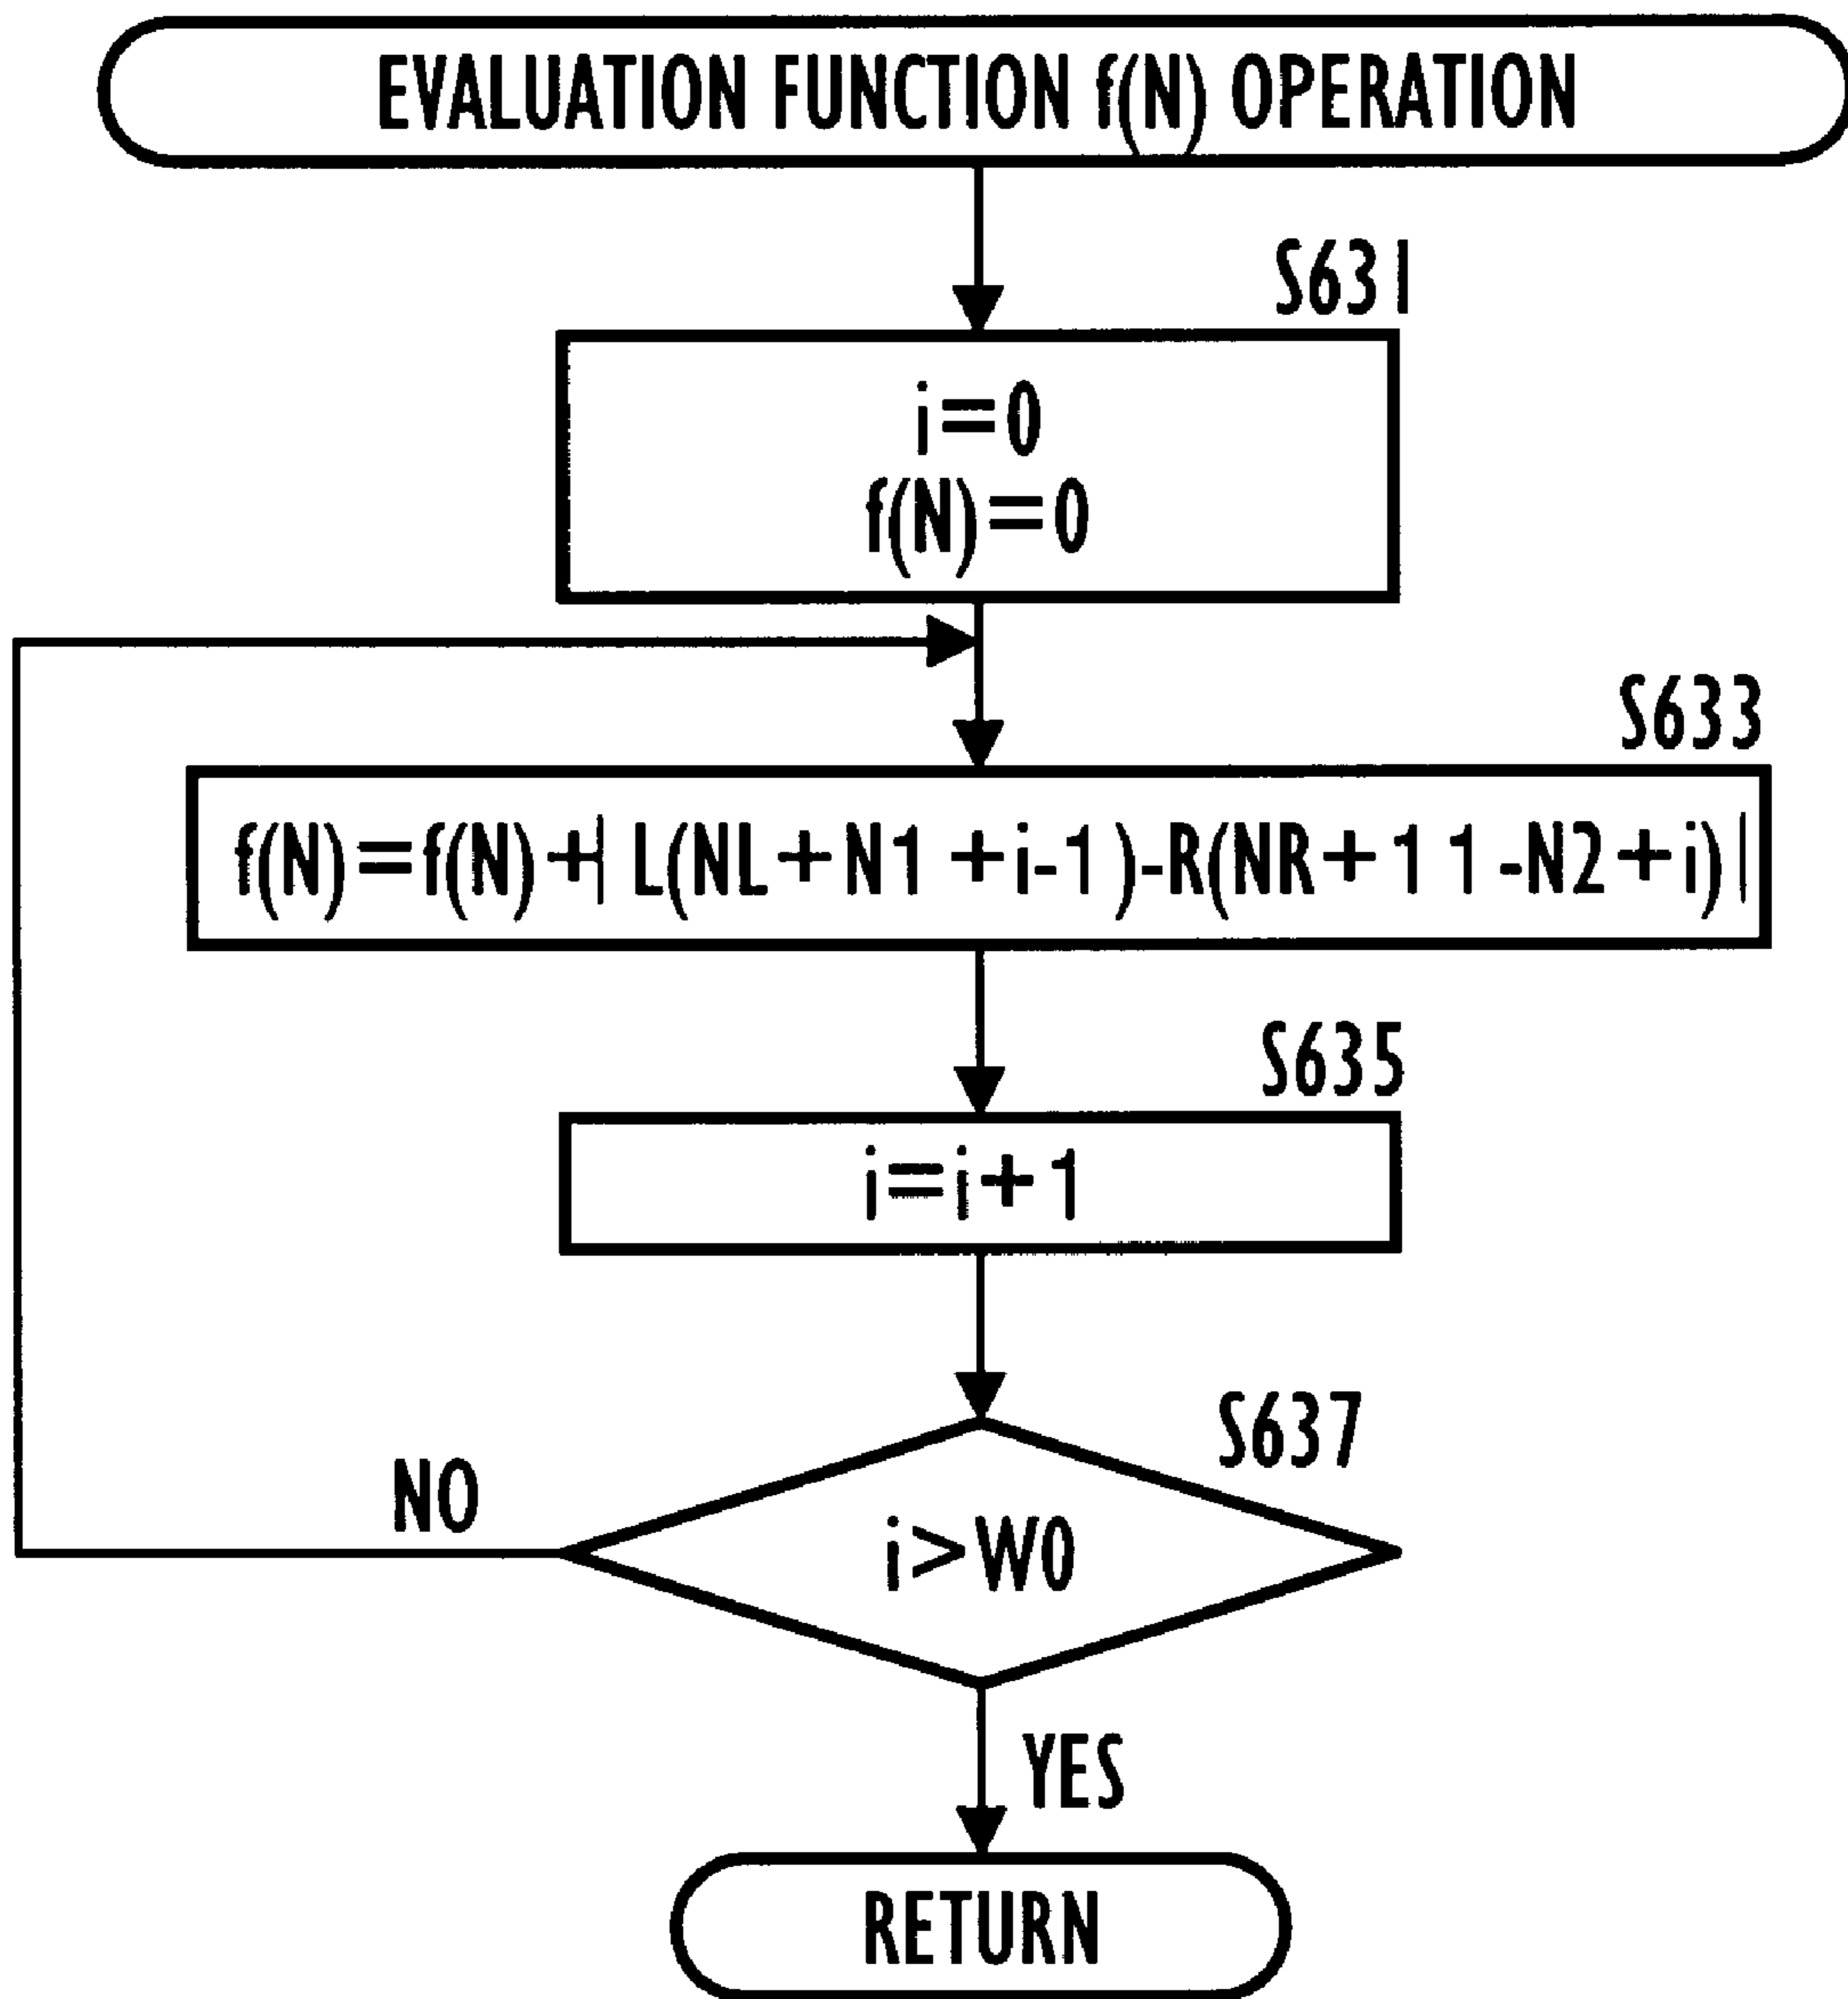 EVALUATION FUNCTION f(N) OPERATION
S631
i=0
f(N)=0
S633
f(N)=f(N)+| L(NL+N1+i-1)-R(NR+11-N2+i)|
S635
i=i+1
S637
NO
i>W0
YES
RETURN